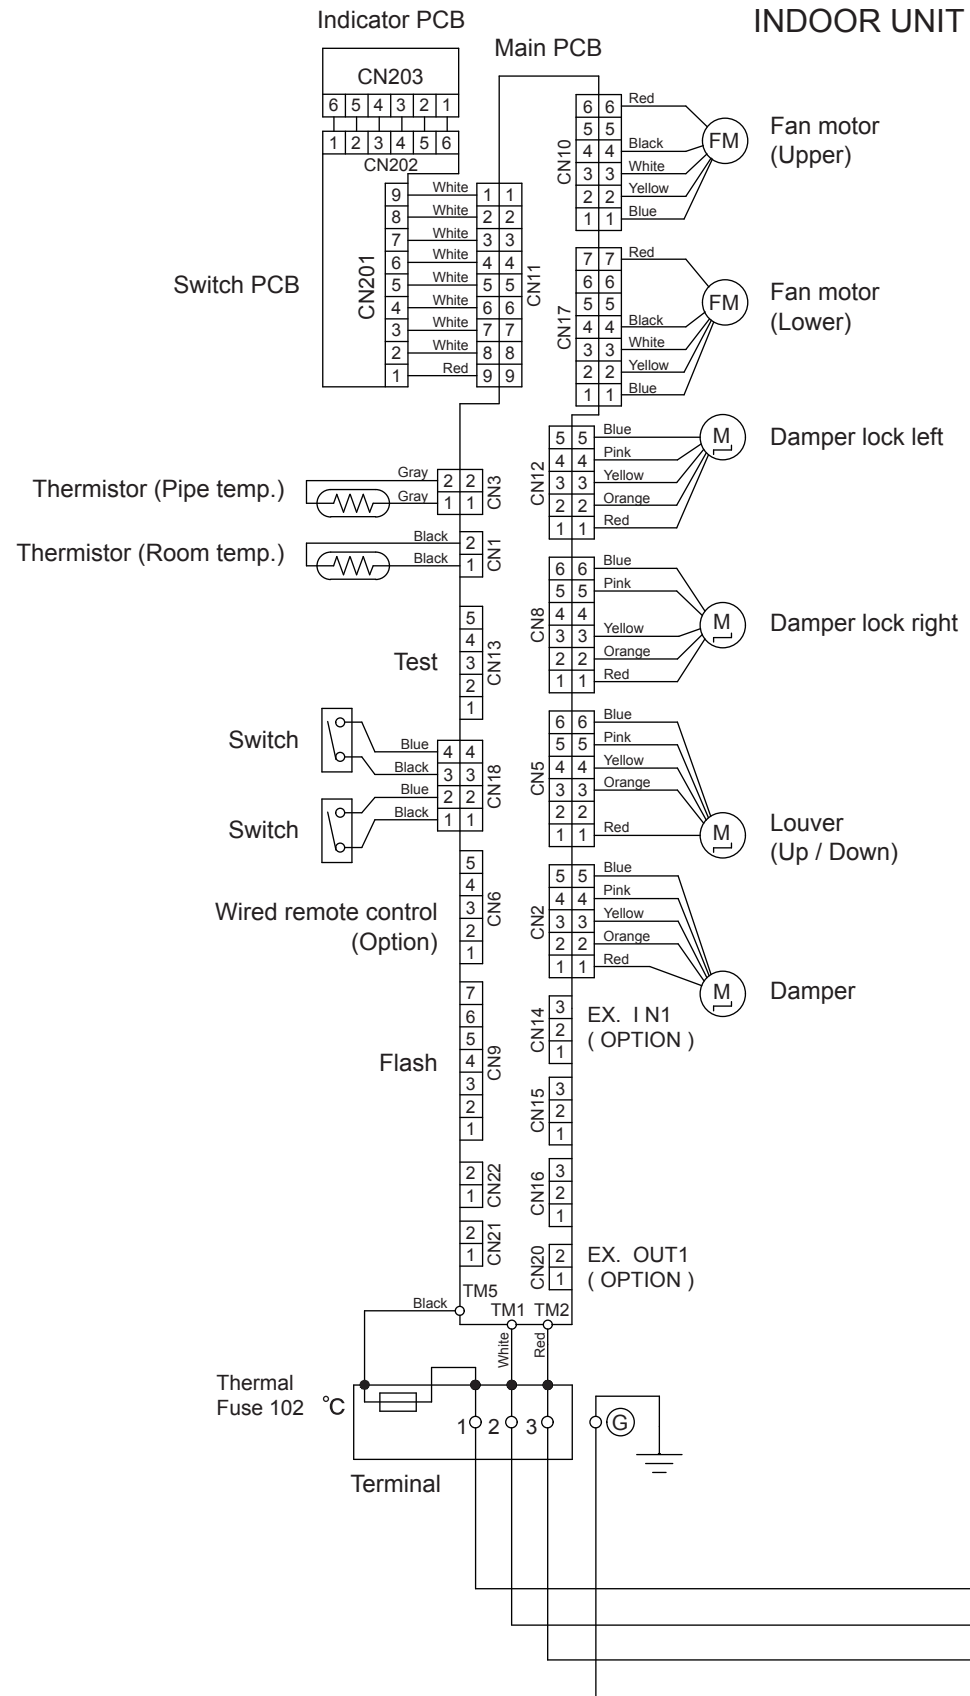 INDOOR UNIT
Indicator PCB
Main PCB
CN203
6 5 4 3 2 1
1 2 3 4 5 6
CN202
Switch PCB
CN201
9 White 1 1
8 White 2 2
7 White 3 3
6 White 4 4
5 White 5 5
4 White 6 6
3 White 7 7
2 White 8 8
1 Red 9 9
CN11
CN10
6 6 Red
5 5
4 4 Black
3 3 White
2 2 Yellow
1 1 Blue
FM
Fan motor
(Upper)
CN17
7 7 Red
6 6
5 5
4 4 Black
3 3 White
2 2 Yellow
1 1 Blue
FM
Fan motor
(Lower)
CN12
5 5 Blue
4 4 Pink
3 3 Yellow
2 2 Orange
1 1 Red
M
Damper lock left
Thermistor (Pipe temp.)
Gray 2 2
Gray 1 1
CN3
Thermistor (Room temp.)
Black 2
Black 1
CN1
CN8
6 6 Blue
5 5 Pink
4 4
3 3 Yellow
2 2 Orange
1 1 Red
M
Damper lock right
Test
5
4
3
2
1
CN13
Switch
Blue 4 4
Black 3 3
Blue 2 2
Black 1 1
CN18
Switch
CN5
6 6 Blue
5 5 Pink
4 4 Yellow
3 3 Orange
2 2
1 1 Red
M
Louver
(Up / Down)
Wired remote control
(Option)
5
4
3
2
1
CN6
CN2
5 5 Blue
4 4 Pink
3 3 Yellow
2 2 Orange
1 1 Red
M
Damper
Flash
7
6
5
4
3
2
1
CN9
CN14
3
2
1
EX. I N1
( OPTION )
CN15
3
2
1
CN16
3
2
1
2
1
CN22
2
1
CN21
CN20
2
1
EX. OUT1
( OPTION )
TM5
Black
TM1 TM2
White
Red
Thermal
Fuse 102 °C
1 2 3
G
Terminal